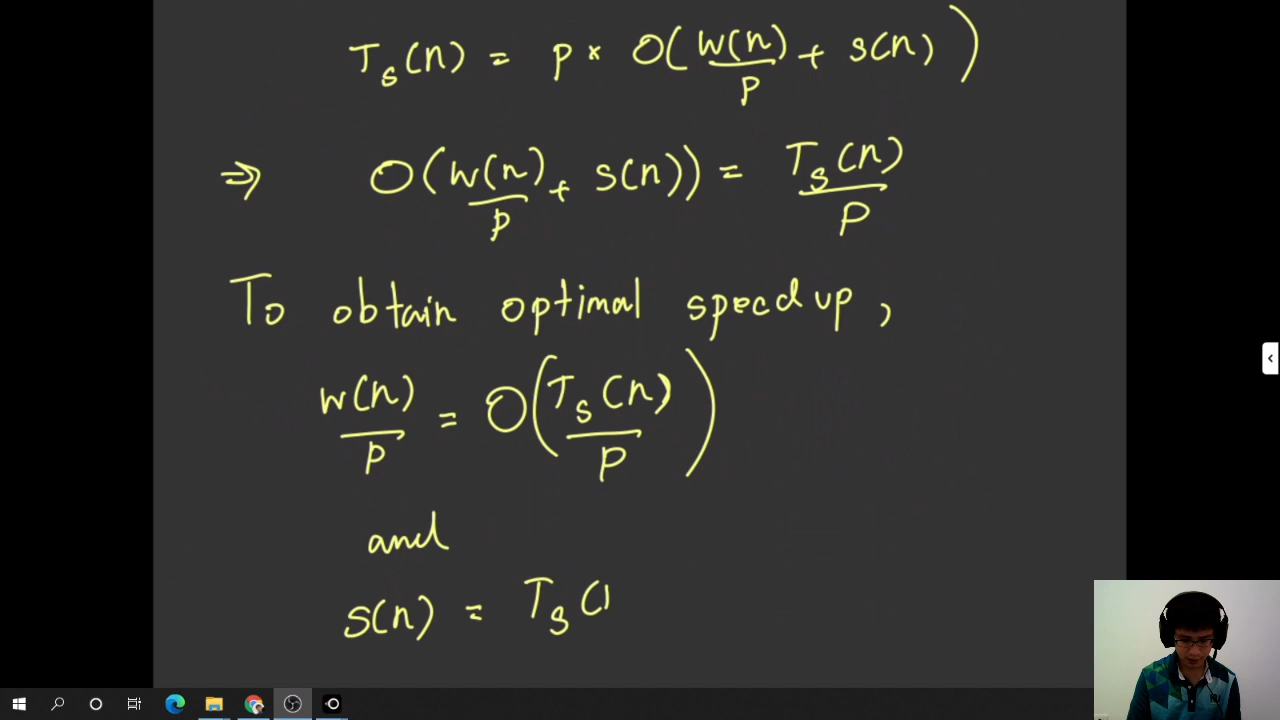 T_s(n) = p * O(w(n)/p + s(n))
⇒ O(w(n)/p + s(n)) = T_s(n)/p
To obtain optimal speedup,
w(n)/p = O(T_s(n)/p)
and
s(n) = T_s(